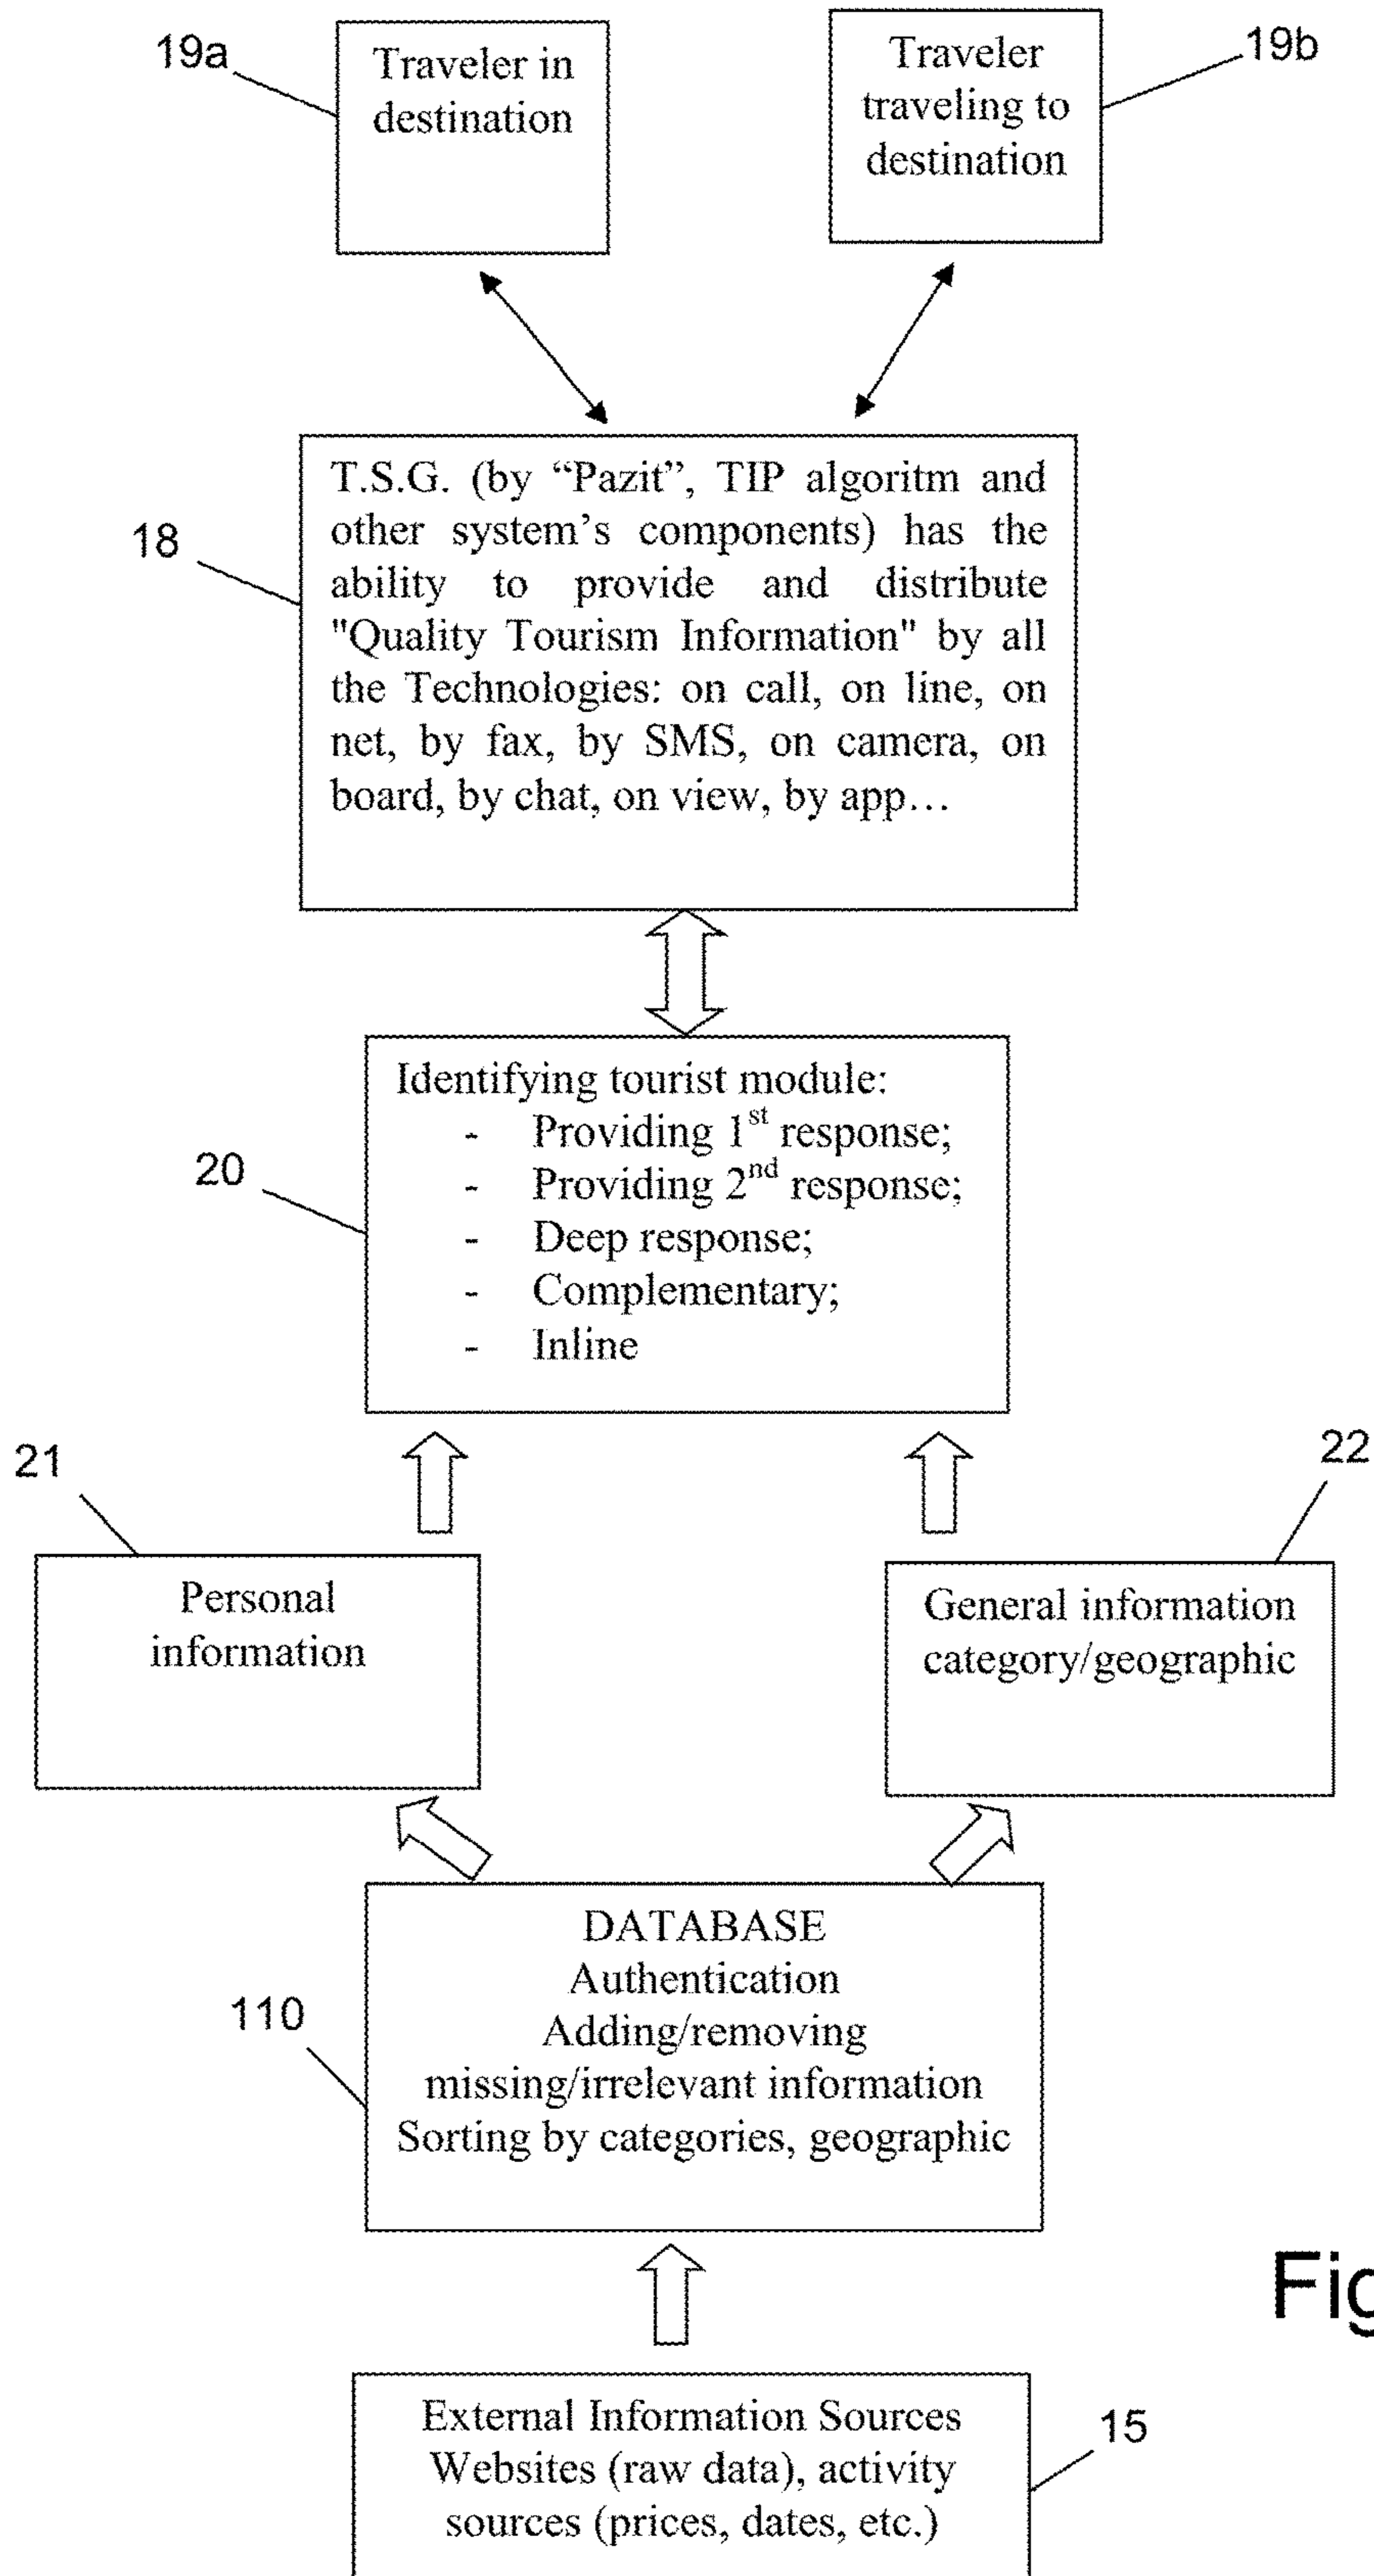 19a
Traveler in
destination
Traveler
traveling to
destination
19b
18
T.S.G. (by “Pazit”, TIP algoritm and
other system’s components) has the
ability to provide and distribute
"Quality Tourism Information" by all
the Technologies: on call, on line, on
net, by fax, by SMS, on camera, on
board, by chat, on view, by app…
20
Identifying tourist module:
- Providing 1st response;
- Providing 2nd response;
- Deep response;
- Complementary;
- Inline
21
Personal
information
22
General information
category/geographic
110
DATABASE
Authentication
Adding/removing
missing/irrelevant information
Sorting by categories, geographic
Fig
External Information Sources
Websites (raw data), activity
sources (prices, dates, etc.)
15